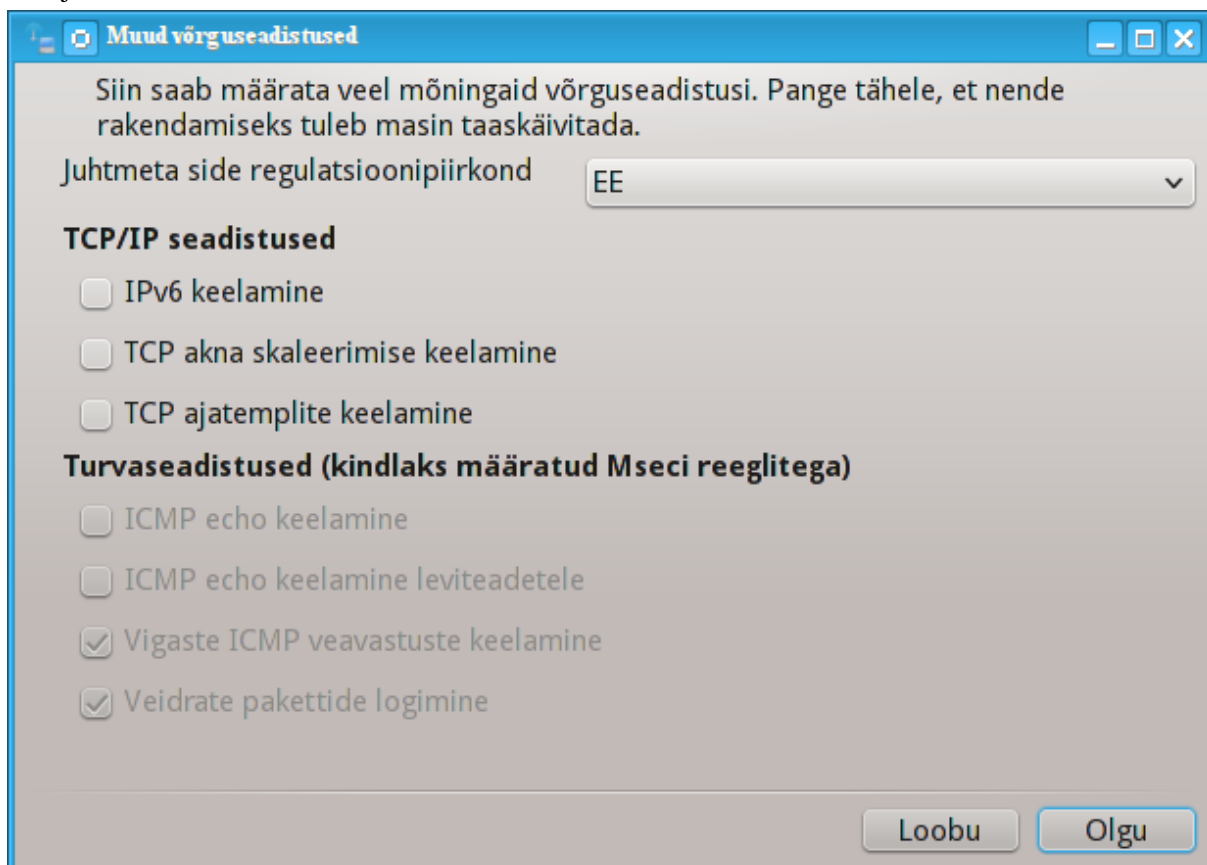 Muud võrguseadistused
Siin saab määrata veel mõningaid võrguseadistusi. Pange tähele, et nende
rakendamiseks tuleb masin taaskäivitada.
Juhtmeta side regulatsioonipiirkond
EE
TCP/IP seadistused
IPv6 keelamine
TCP akna skaleerimise keelamine
TCP ajatemplite keelamine
Turvaseadistused (kindlaks määratud Mseci reeglitega)
ICMP echo keelamine
ICMP echo keelamine leviteadetele
Vigaste ICMP veavastuste keelamine
Veidrate pakettide logimine
Loobu
Olgu